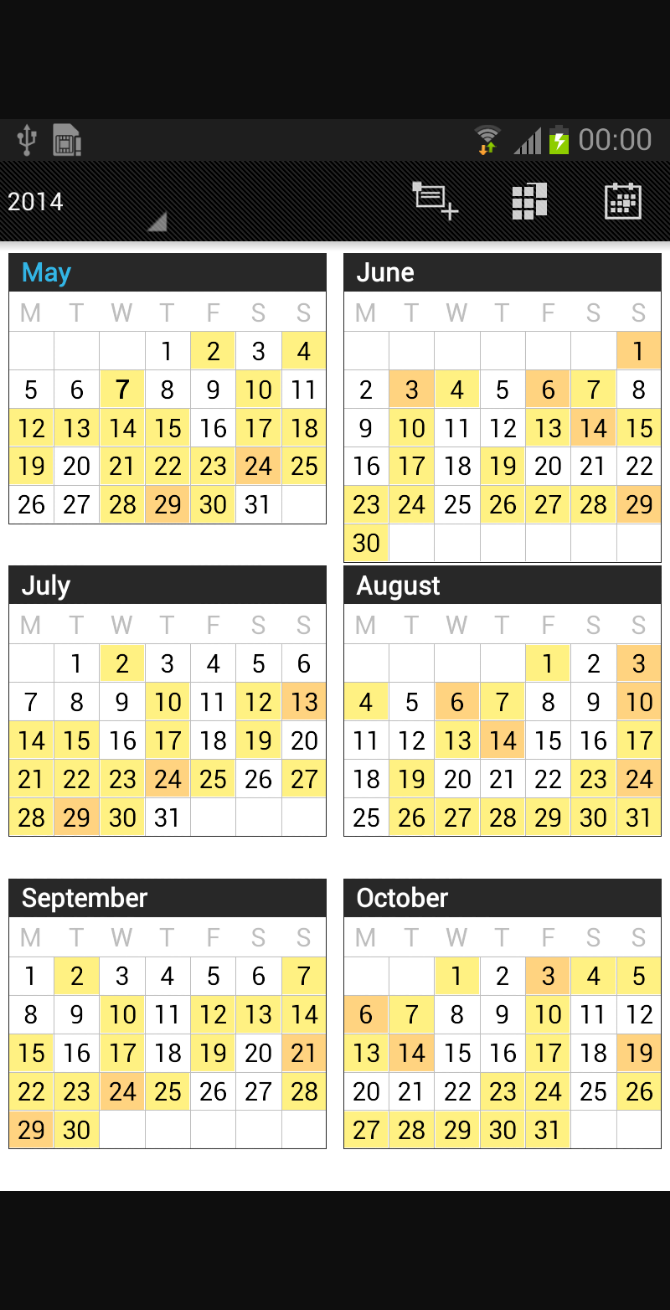 00:00
2014
May
M T W T F S S
1 2 3 4
5 6 7 8 9 10 11
12 13 14 15 16 17 18
19 20 21 22 23 24 25
26 27 28 29 30 31
June
M T W T F S S
1
2 3 4 5 6 7 8
9 10 11 12 13 14 15
16 17 18 19 20 21 22
23 24 25 26 27 28 29
30
July
M T W T F S S
1 2 3 4 5 6
7 8 9 10 11 12 13
14 15 16 17 18 19 20
21 22 23 24 25 26 27
28 29 30 31
August
M T W T F S S
1 2 3
4 5 6 7 8 9 10
11 12 13 14 15 16 17
18 19 20 21 22 23 24
25 26 27 28 29 30 31
September
M T W T F S S
1 2 3 4 5 6 7
8 9 10 11 12 13 14
15 16 17 18 19 20 21
22 23 24 25 26 27 28
29 30
October
M T W T F S S
1 2 3 4 5
6 7 8 9 10 11 12
13 14 15 16 17 18 19
20 21 22 23 24 25 26
27 28 29 30 31